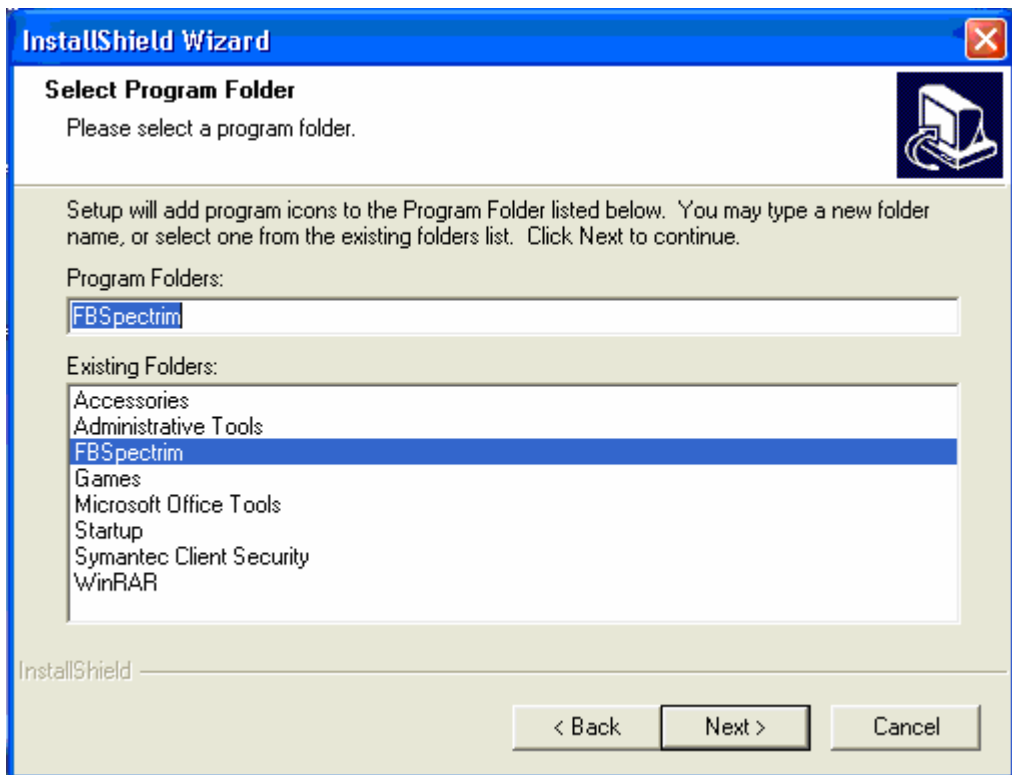 InstallShield Wizard
Select Program Folder
Please select a program folder.
Setup will add program icons to the Program Folder listed below.  You may type a new folder
name, or select one from the existing folders list.  Click Next to continue.
Program Folders:
FBSpectrim
Existing Folders:
Accessories
Administrative Tools
FBSpectrim
Games
Microsoft Office Tools
Startup
Symantec Client Security
WinRAR
InstallShield
< Back Next > Cancel